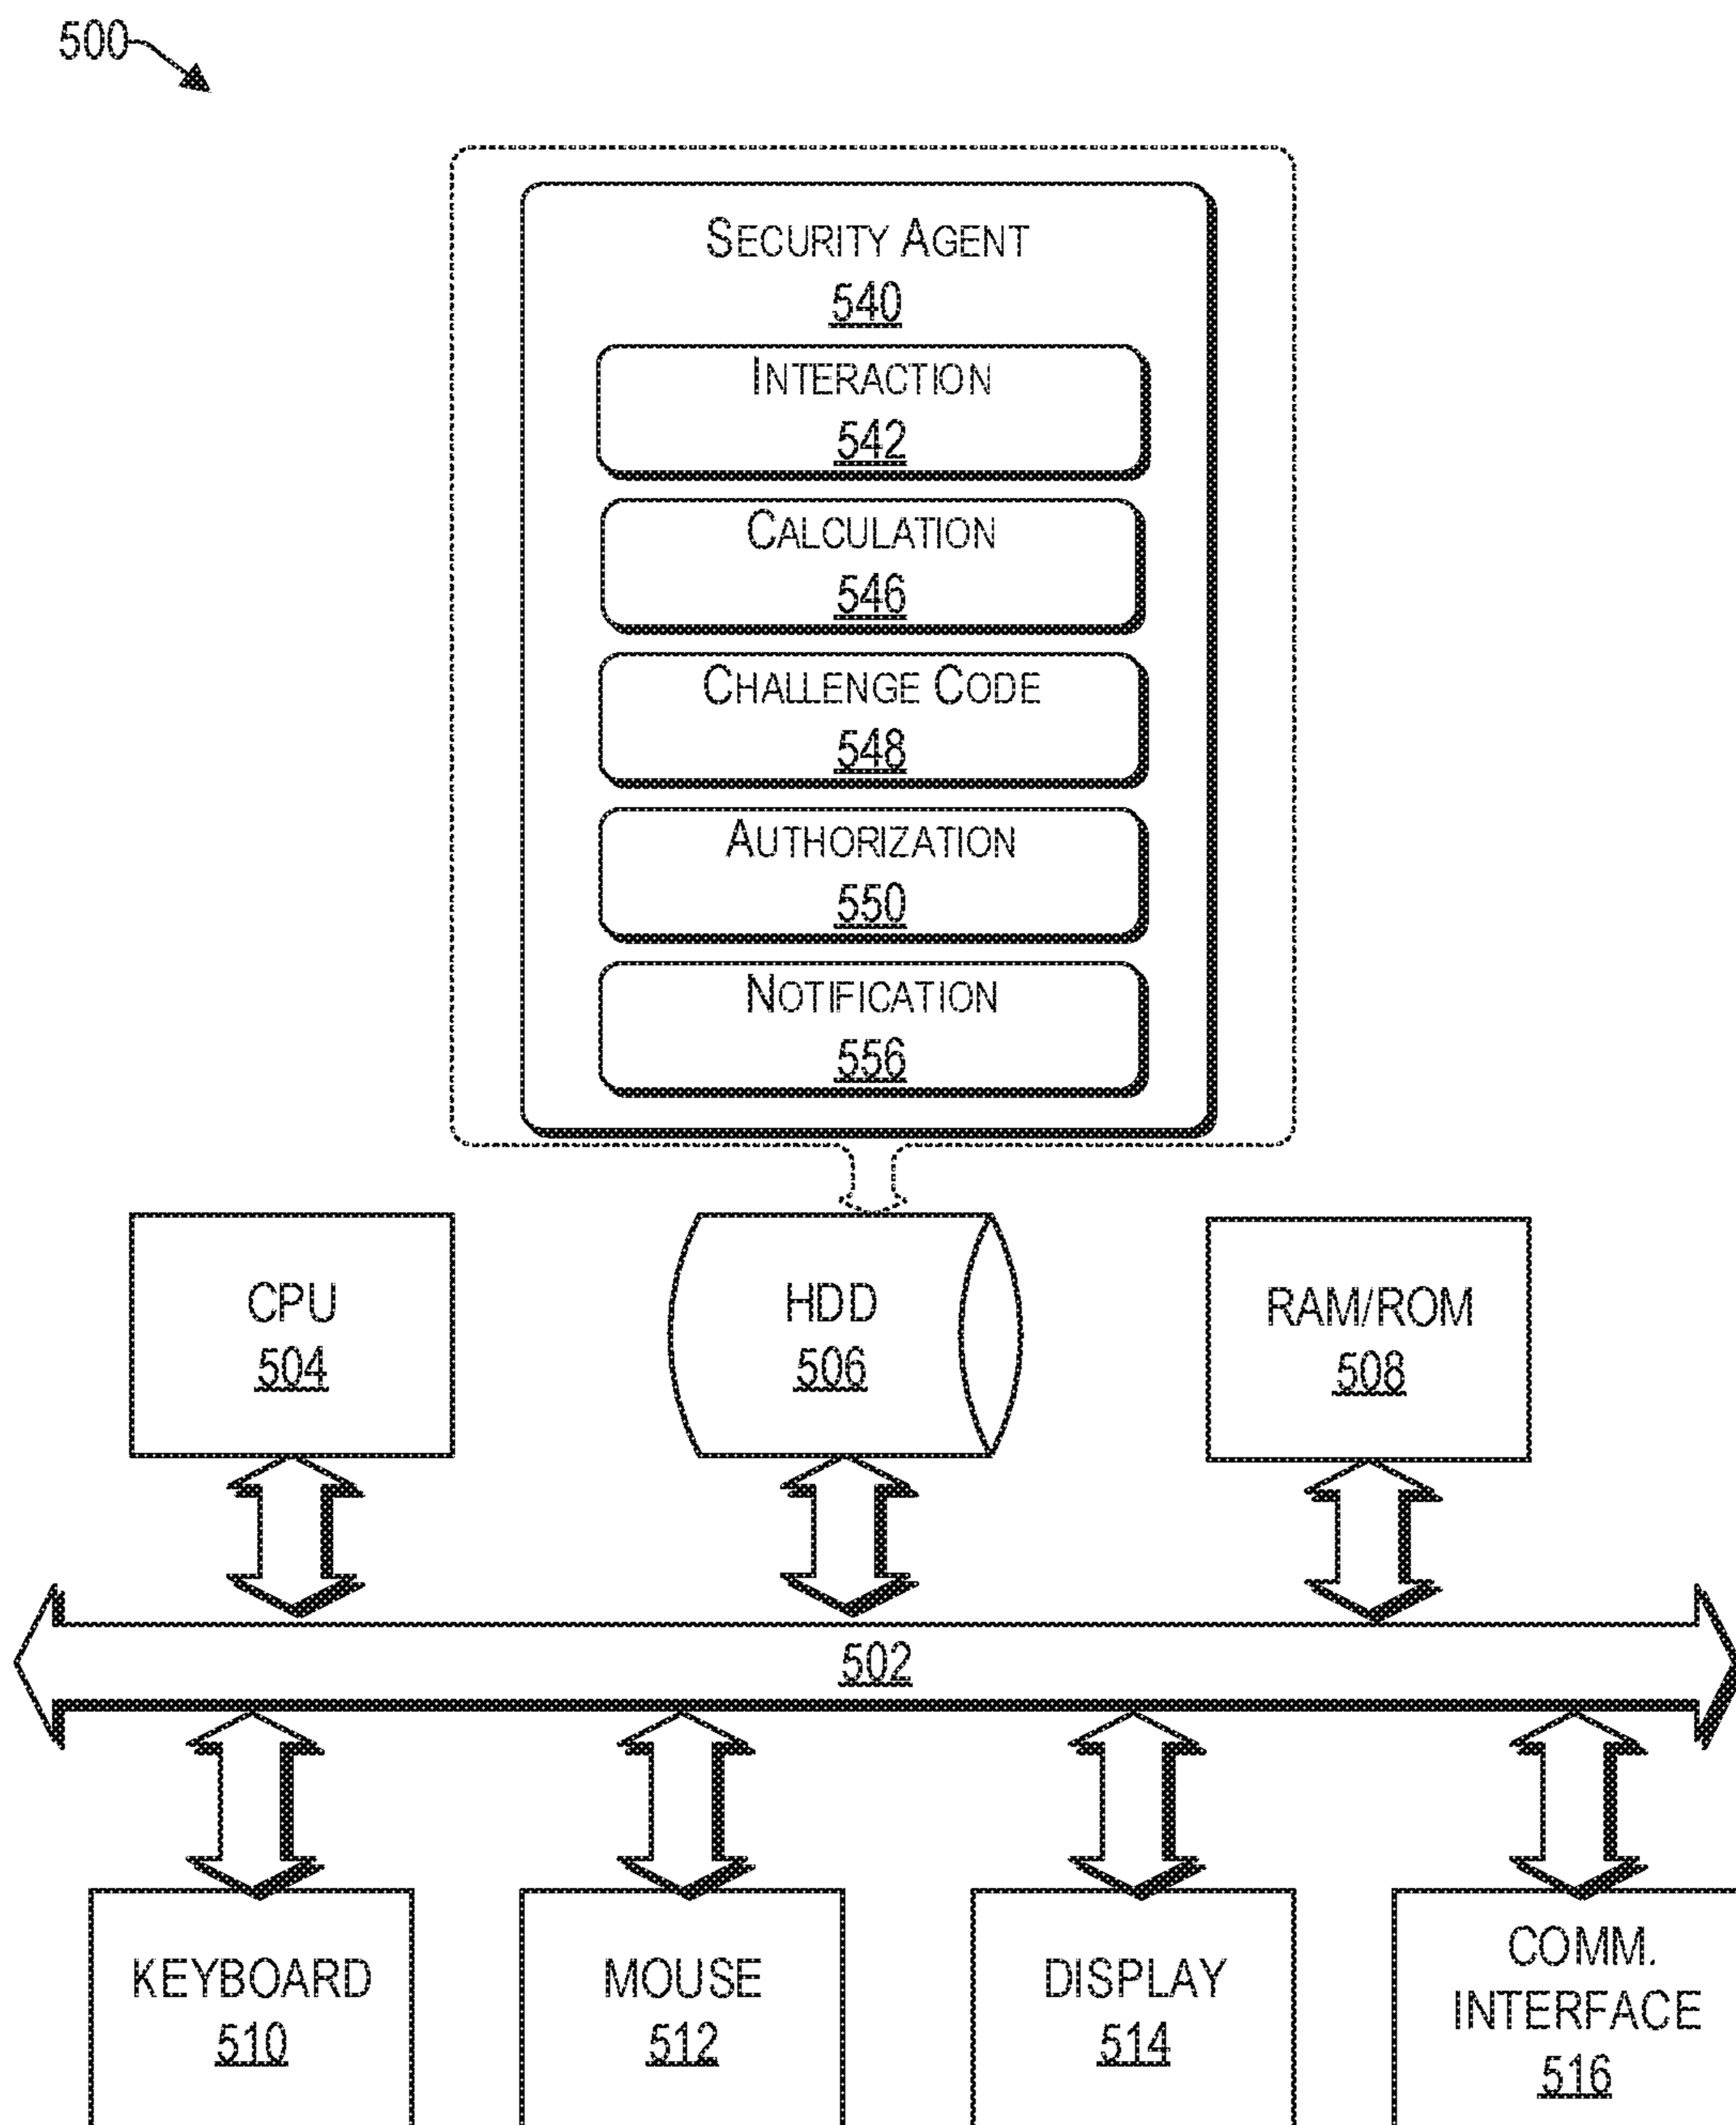 500
SECURITY AGENT
540
INTERACTION
542
CALCULATION
546
CHALLENGE CODE
548
AUTHORIZATION
550
NOTIFICATION
556
CPU
504
HDD
506
RAM/ROM
508
502
KEYBOARD
510
MOUSE
512
DISPLAY
514
COMM.
INTERFACE
516